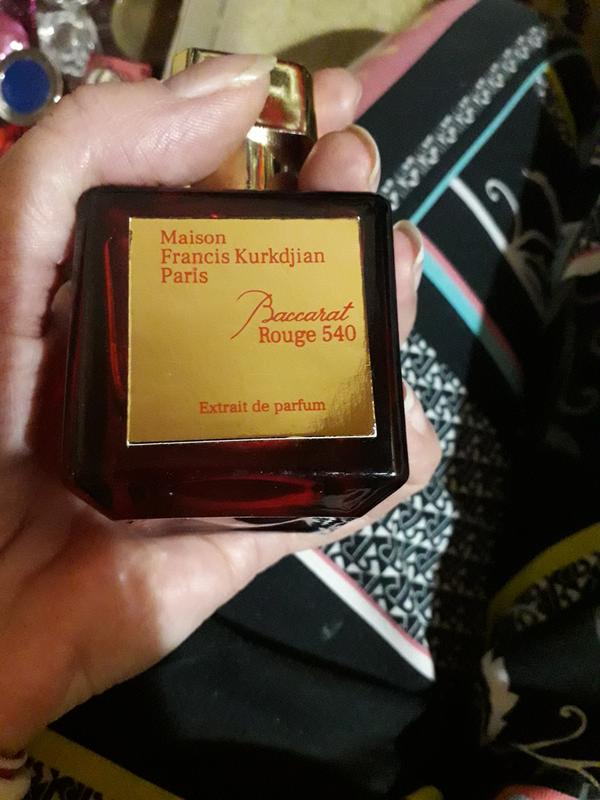 Maison
Francis Kurkdjian
Paris
Baccarat
Rouge 540
Extrait de parfum